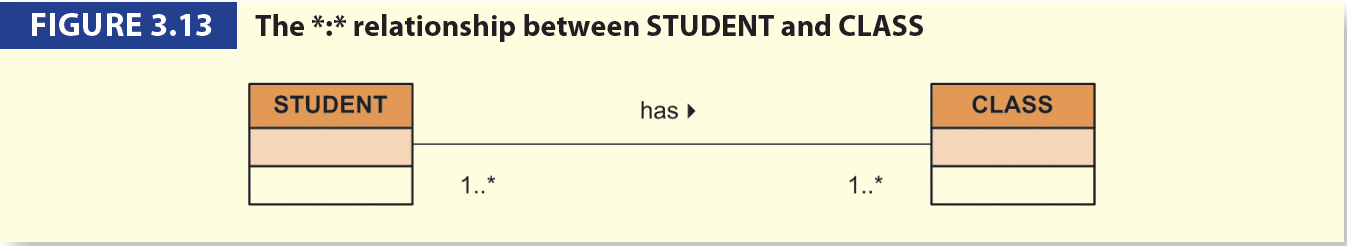 FIGURE 3.13 The *:* relationship between STUDENT and CLASS
STUDENT
has
CLASS
1..*
1..*